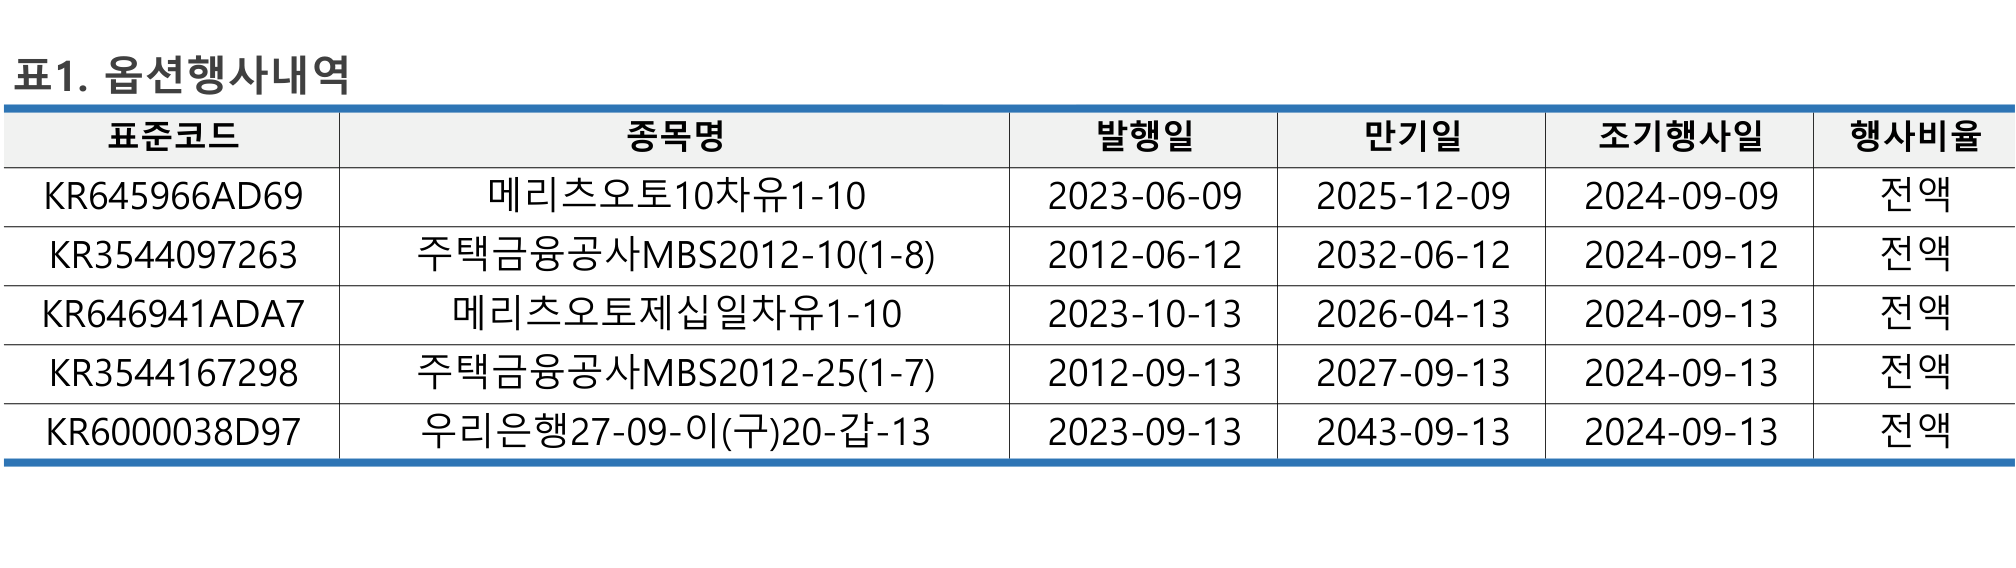 표1. 옵션행사내역
표준코드 종목명 발행일 만기일 조기행사일 행사비율
KR645966AD69 메리츠오토10차유1-10 2023-06-09 2025-12-09 2024-09-09 전액
KR3544097263 주택금융공사MBS2012-10(1-8) 2012-06-12 2032-06-12 2024-09-12 전액
KR646941ADA7 메리츠오토제십일차유1-10 2023-10-13 2026-04-13 2024-09-13 전액
KR3544167298 주택금융공사MBS2012-25(1-7) 2012-09-13 2027-09-13 2024-09-13 전액
KR6000038D97 우리은행27-09-이(구)20-갑-13 2023-09-13 2043-09-13 2024-09-13 전액